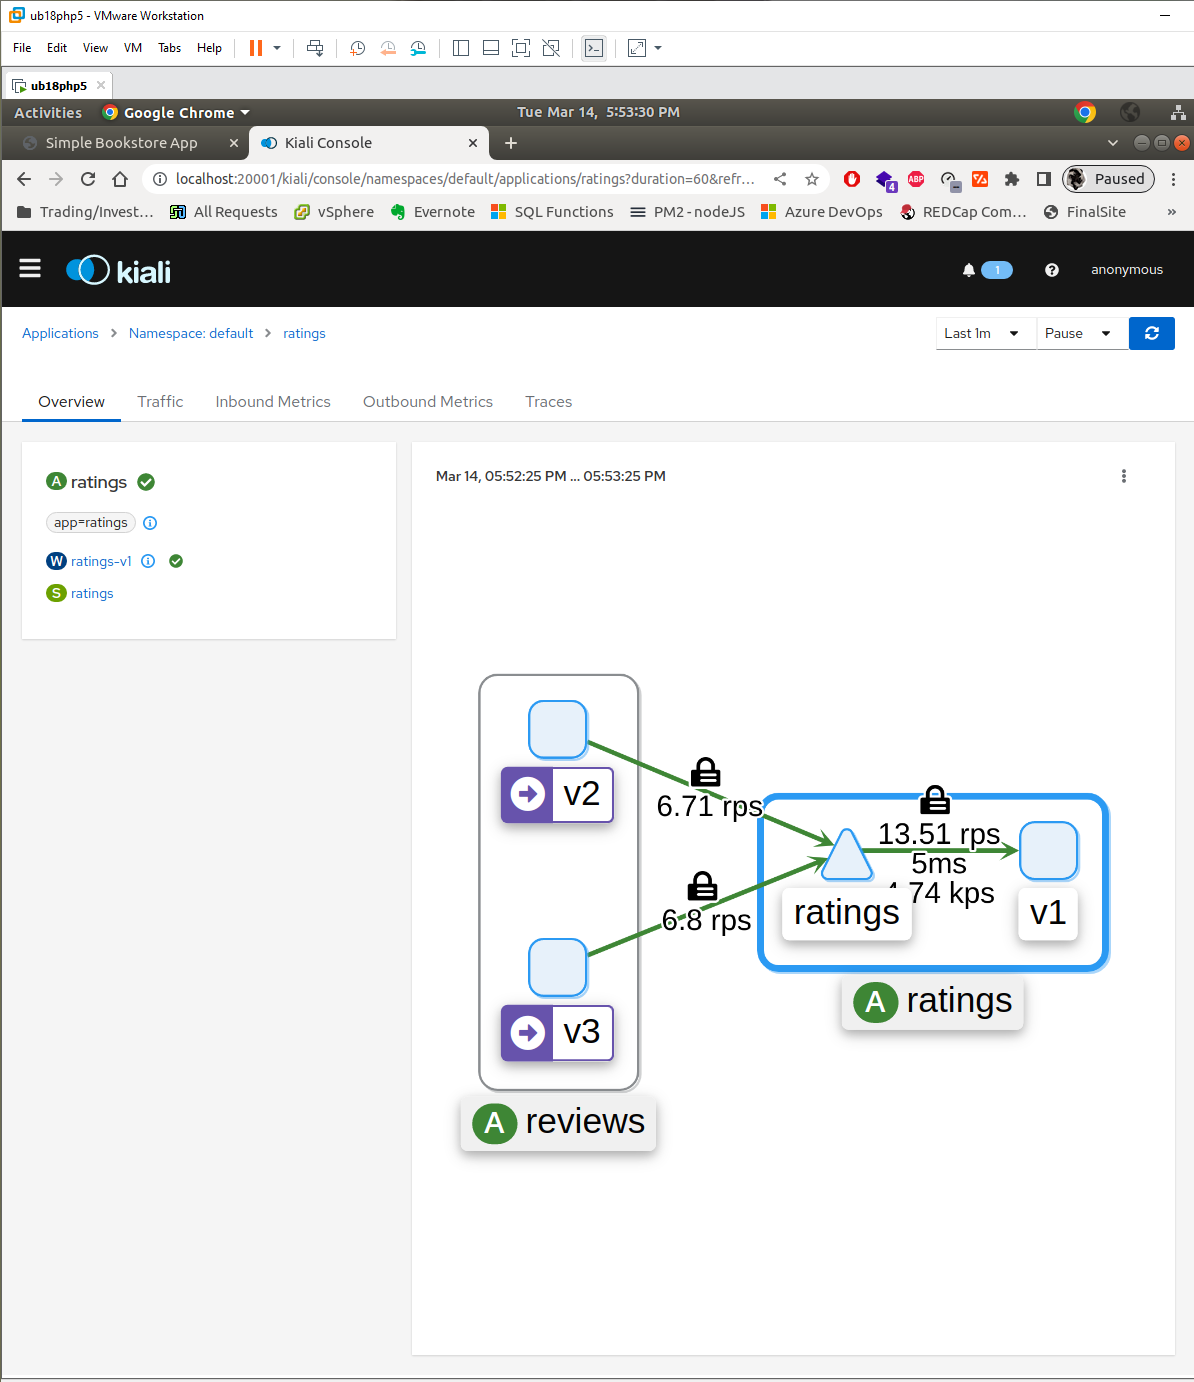 ub18php5 - VMware Workstation
File Edit View VM Tabs Help
ub18php5
Activities Google Chrome Tue Mar 14, 5:53:30 PM
Simple Bookstore App Kiali Console
localhost:20001/kiali/console/namespaces/default/applications/ratings?duration=60&refr... 4 ABP Paused
Trading/Invest... All Requests vSphere Evernote SQL Functions PM2 - nodeJS Azure DevOps REDCap Com... FinalSite »
kiali 1 anonymous
Applications Namespace: default ratings Last 1m Pause
Overview Traffic Inbound Metrics Outbound Metrics Traces
A ratings
app=ratings
W ratings-v1
S ratings
Mar 14, 05:52:25 PM ... 05:53:25 PM
v2
6.71 rps
13.51 rps
5ms
4.74 kps
6.8 rps
ratings
v1
A ratings
v3
A reviews